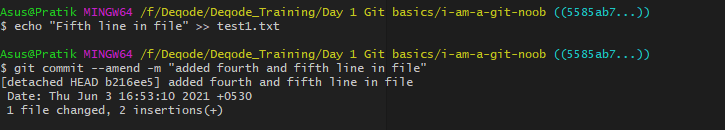 Asus@Pratik MINGW64 /f/Deqode/Deqode_Training/Day 1 Git basics/i-am-a-git-noob ((5585ab7...))
$ echo "Fifth line in file" >> test1.txt
Asus@Pratik MINGW64 /f/Deqode/Deqode_Training/Day 1 Git basics/i-am-a-git-noob ((5585ab7...))
$ git commit --amend -m "added fourth and fifth line in file"
[detached HEAD b216ee5] added fourth and fifth line in file
Date: Thu Jun 3 16:53:10 2021 +0530
1 file changed, 2 insertions(+)